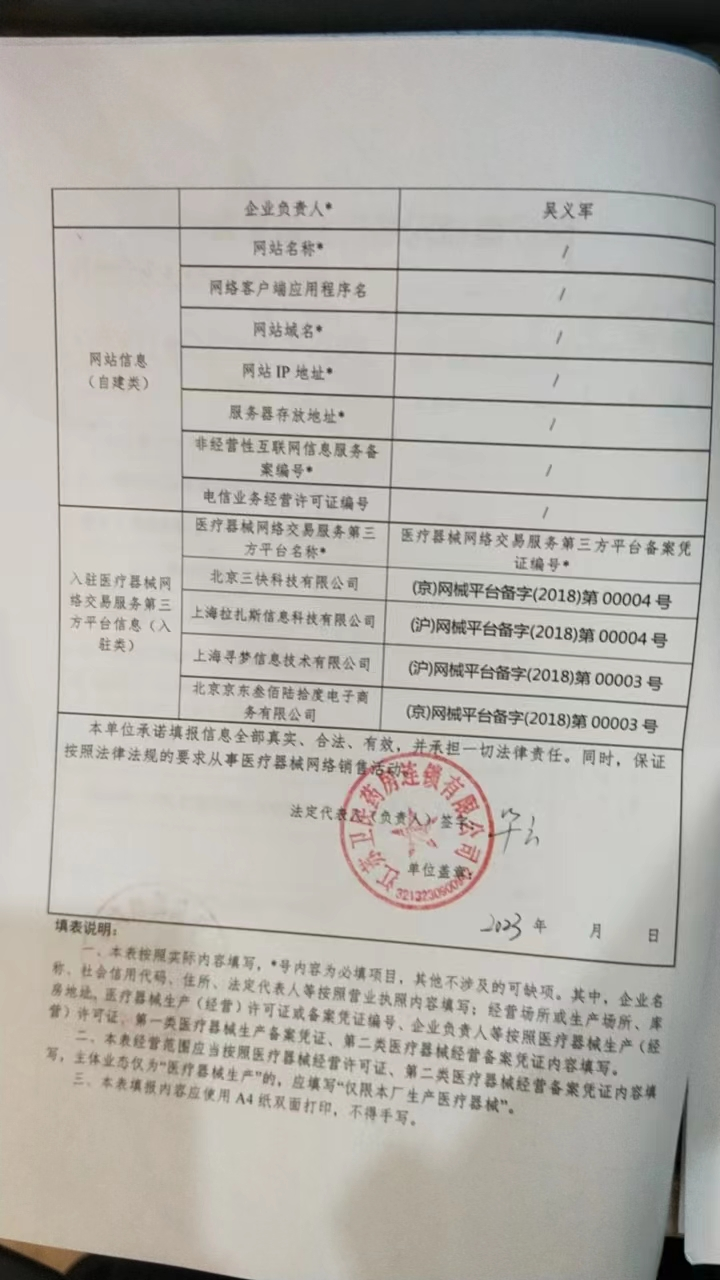 企业负责人*
吴义军
网站信息
（自建类）
网站名称*
/
网络客户端应用程序名
/
网站域名*
/
网站 IP 地址*
/
服务器存放地址*
/
非经营性互联网信息服务备
案编号*
/
电信业务经营许可证编号
/
入驻医疗器械网
络交易服务第三
方平台信息（入
驻类）
医疗器械网络交易服务第三
方平台名称*
医疗器械网络交易服务第三方平台备案凭
证编号*
北京三快科技有限公司
(京)网械平台备字(2018)第 00004 号
上海拉扎斯信息科技有限公司
(沪)网械平台备字(2018)第 00004 号
上海寻梦信息技术有限公司
(沪)网械平台备字(2018)第 00003 号
北京京东叁佰陆拾度电子商
务有限公司
(京)网械平台备字(2018)第 00003 号
本单位承诺填报信息全部真实、合法、有效，并承担一切法律责任。同时，保证
按照法律法规的要求从事医疗器械网络销售活动。
法定代表人（负责人）签字：
单位盖章：
药房连锁有限公司
2023 年 月 日
填表说明：
一、本表按照实际内容填写，*号内容为必填项目，其他不涉及的可缺项。其中，企业名
称、社会信用代码、住所、法定代表人等按照营业执照内容填写；经营场所或生产场所、库
房地址，医疗器械生产（经营）许可证或备案凭证编号、企业负责人等按照医疗器械生产（经
营）许可证、第一类医疗器械生产备案凭证、第二类医疗器械经营备案凭证内容填写。
二、本表经营范围应当按照医疗器械经营许可证、第二类医疗器械经营备案凭证内容填
写，主体业态仅为“医疗器械生产”的，应填写“仅限本厂生产医疗器械”。
三、本表填报内容应使用 A4 纸双面打印，不得手写。